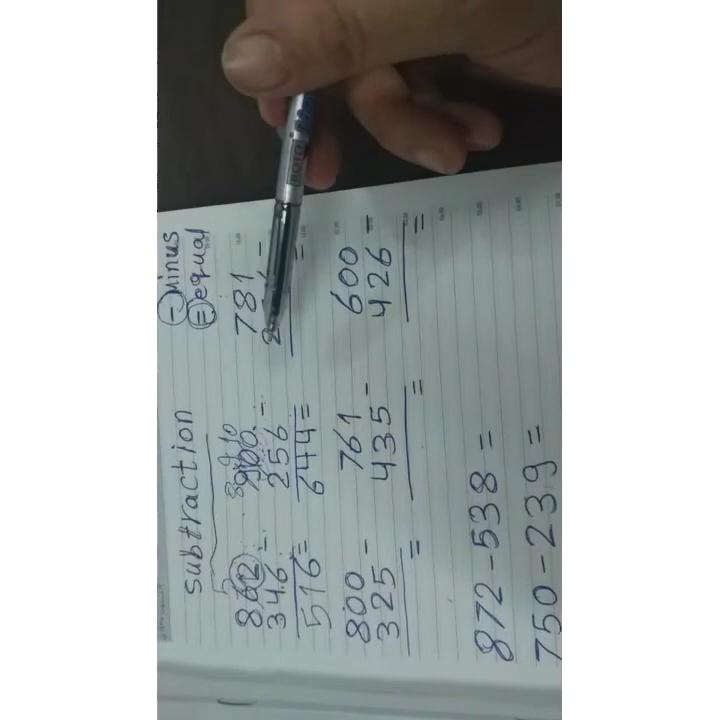 subtraction
- Minus
= equal
862 900 781
346 - 256 - -
516 = 644 = =
800 761 600
325 - 435 - 426 -
= = =
872 - 538 =
750 - 239 =